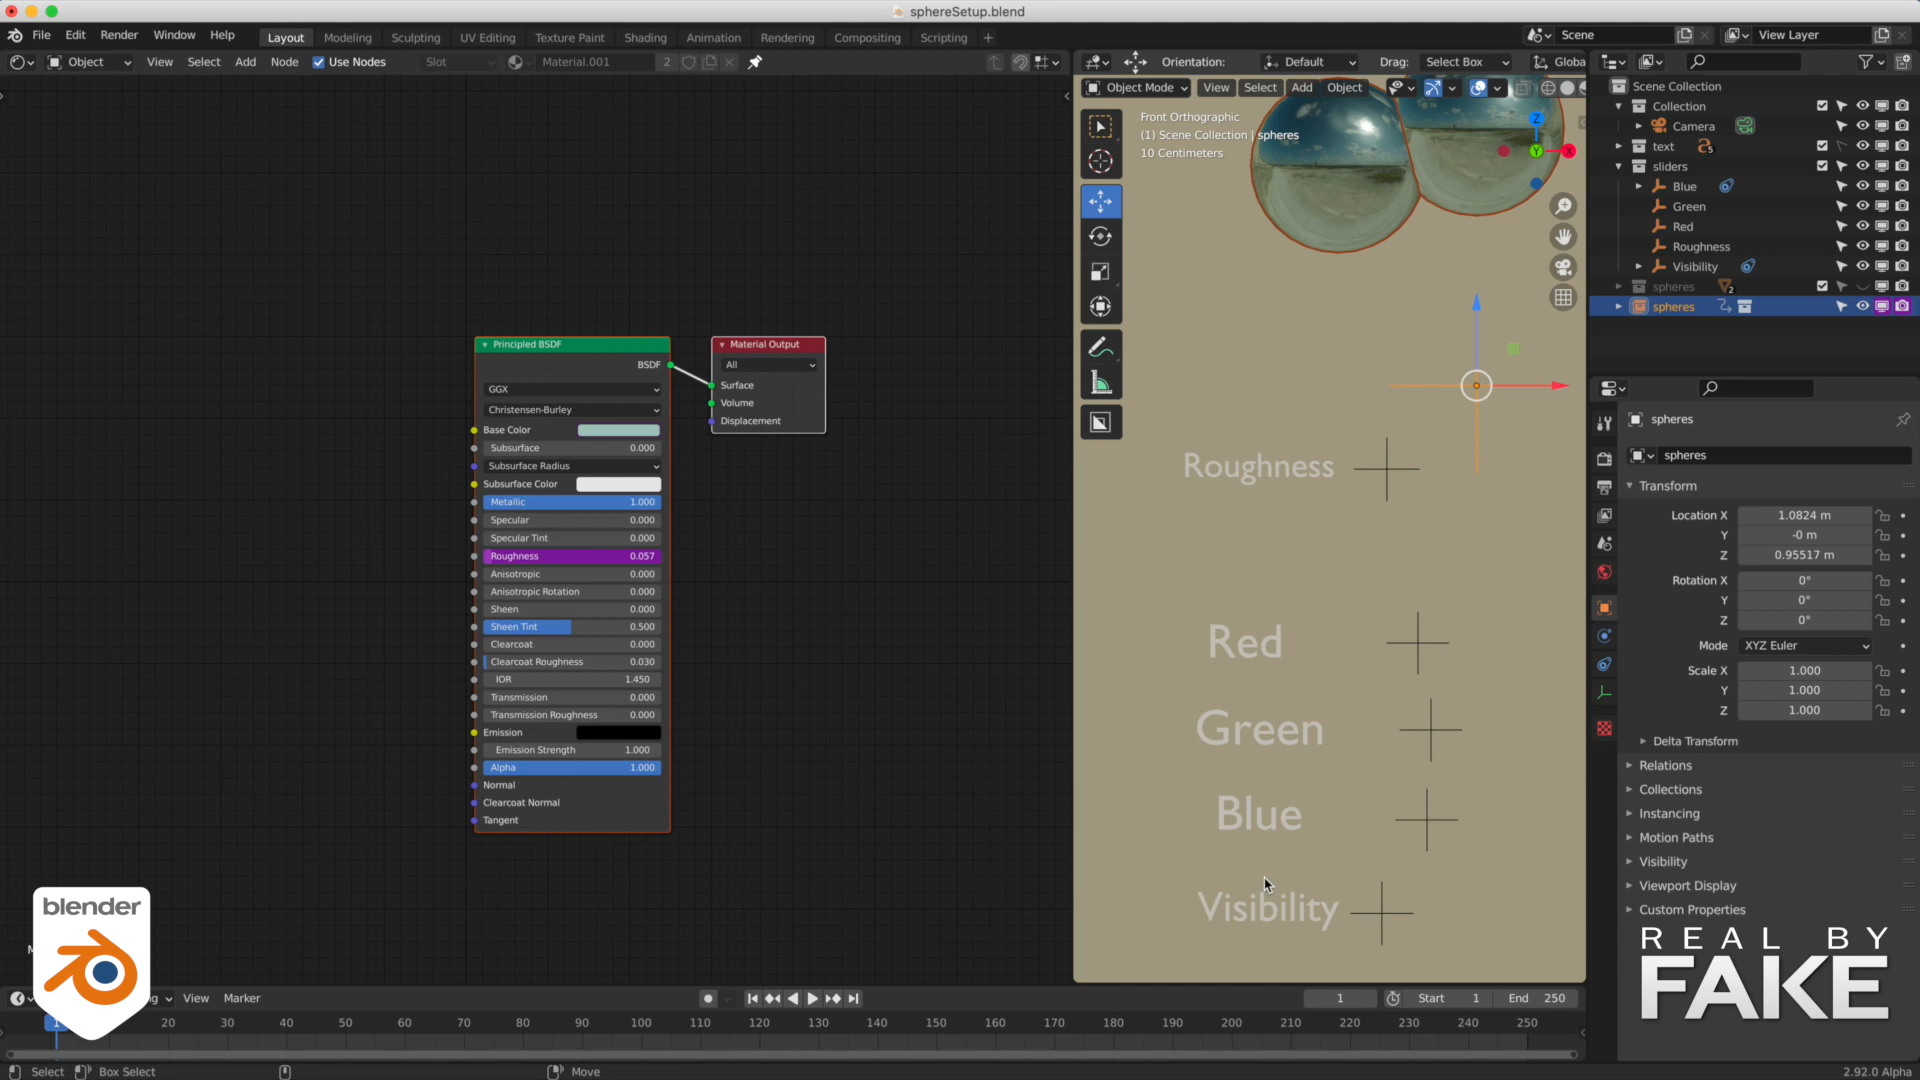 sphereSetup.blend
File Edit Render Window Help Layout Modeling Sculpting UV Editing Texture Paint Shading Animation Rendering Compositing Scripting + Scene View Layer
Object View Select Add Node Use Nodes Slot Material.001 2
Orientation: Default Drag: Select Box Globa
Object Mode View Select Add Object
Front Orthographic
(1) Scene Collection | spheres
10 Centimeters
Z
Y
X
Scene Collection
Collection
Camera
text 5
sliders
Blue
Green
Red
Roughness
Visibility
spheres 2
spheres
Principled BSDF
BSDF
GGX
Christensen-Burley
Base Color
Subsurface 0.000
Subsurface Radius
Subsurface Color
Metallic 1.000
Specular 0.000
Specular Tint 0.000
Roughness 0.057
Anisotropic 0.000
Anisotropic Rotation 0.000
Sheen 0.000
Sheen Tint 0.500
Clearcoat 0.000
Clearcoat Roughness 0.030
IOR 1.450
Transmission 0.000
Transmission Roughness 0.000
Emission
Emission Strength 1.000
Alpha 1.000
Normal
Clearcoat Normal
Tangent
Material Output
All
Surface
Volume
Displacement
Roughness
Red
Green
Blue
Visibility
spheres
spheres
Transform
Location X 1.0824 m
Y -0 m
Z 0.95517 m
Rotation X 0°
Y 0°
Z 0°
Mode XYZ Euler
Scale X 1.000
Y 1.000
Z 1.000
Delta Transform
Relations
Collections
Instancing
Motion Paths
Visibility
Viewport Display
Custom Properties
REAL BY
FAKE
blender
View Marker
1 Start 1 End 250
1 20 30 40 50 60 70 80 90 100 110 120 130 140 150 160 170 180 190 200 210 220 230 240 250
Select Box Select Move 2.92.0 Alpha